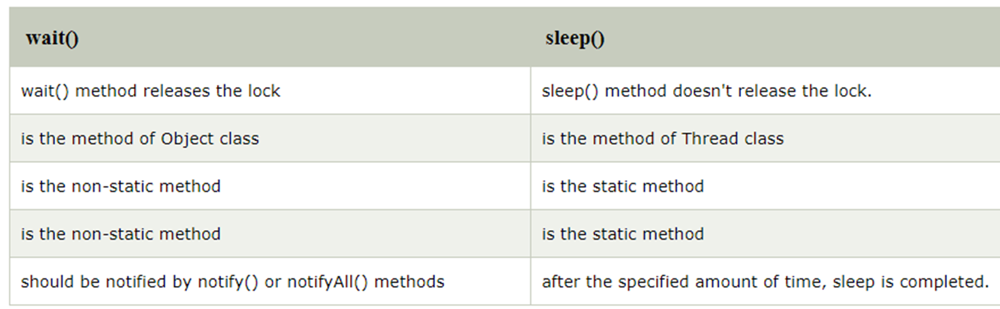 wait() sleep()
wait() method releases the lock sleep() method doesn't release the lock.
is the method of Object class is the method of Thread class
is the non-static method is the static method
is the non-static method is the static method
should be notified by notify() or notifyAll() methods after the specified amount of time, sleep is completed.